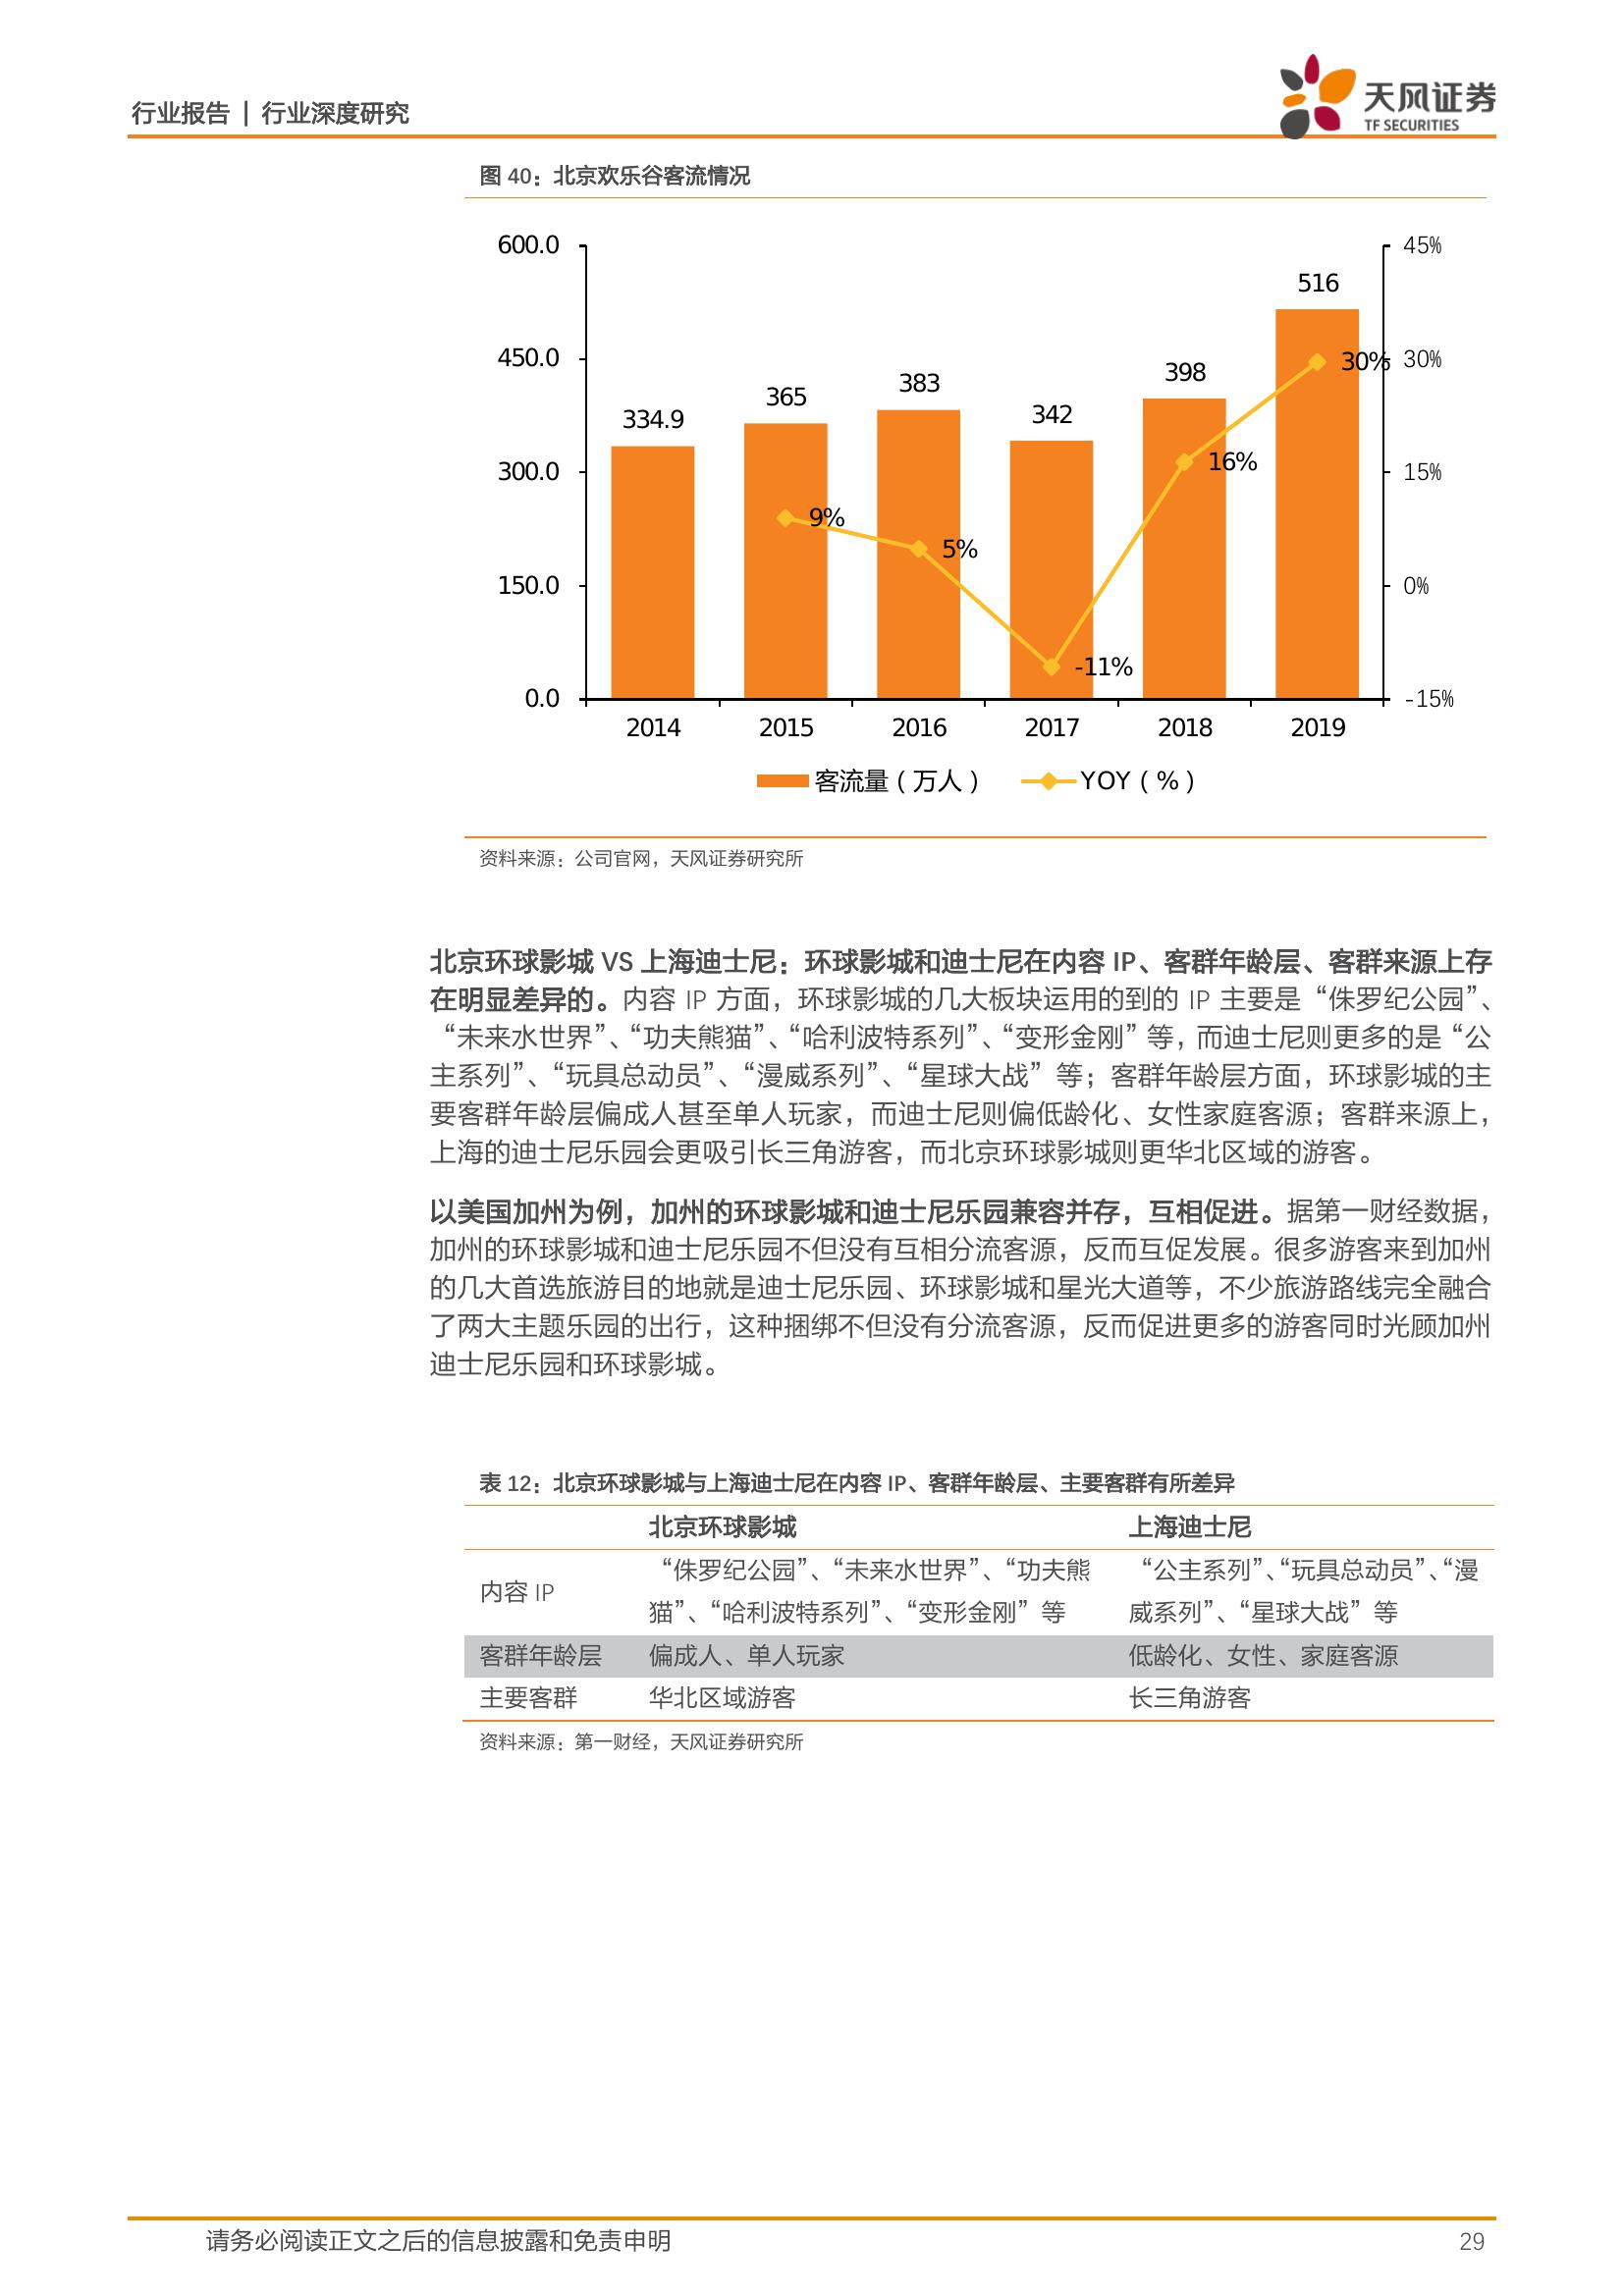 行业报告 | 行业深度研究
天风证券
TF SECURITIES
图 40：北京欢乐谷客流情况
600.0
450.0
300.0
150.0
0.0
45%
30%
15%
0%
-15%
334.9
365
383
342
398
516
9%
5%
-11%
16%
30%
2014 2015 2016 2017 2018 2019
客流量（万人） YOY（%）
资料来源：公司官网，天风证券研究所
北京环球影城 VS 上海迪士尼：环球影城和迪士尼在内容 IP、客群年龄层、客群来源上存
在明显差异的。内容 IP 方面，环球影城的几大板块运用的到的 IP 主要是“侏罗纪公园”、
“未来水世界”、“功夫熊猫”、“哈利波特系列”、“变形金刚”等，而迪士尼则更多的是“公
主系列”、“玩具总动员”、“漫威系列”、“星球大战”等；客群年龄层方面，环球影城的主
要客群年龄层偏成人甚至单人玩家，而迪士尼则偏低龄化、女性家庭客源；客群来源上，
上海的迪士尼乐园会更吸引长三角游客，而北京环球影城则更华北区域的游客。
以美国加州为例，加州的环球影城和迪士尼乐园兼容并存，互相促进。据第一财经数据，
加州的环球影城和迪士尼乐园不但没有互相分流客源，反而互促发展。很多游客来到加州
的几大首选旅游目的地就是迪士尼乐园、环球影城和星光大道等，不少旅游路线完全融合
了两大主题乐园的出行，这种捆绑不但没有分流客源，反而促进更多的游客同时光顾加州
迪士尼乐园和环球影城。
表 12：北京环球影城与上海迪士尼在内容 IP、客群年龄层、主要客群有所差异
北京环球影城 上海迪士尼
内容 IP “侏罗纪公园”、“未来水世界”、“功夫熊 “公主系列”、“玩具总动员”、“漫
猫”、“哈利波特系列”、“变形金刚”等 威系列”、“星球大战”等
客群年龄层 偏成人、单人玩家 低龄化、女性、家庭客源
主要客群 华北区域游客 长三角游客
资料来源：第一财经，天风证券研究所
请务必阅读正文之后的信息披露和免责申明 29